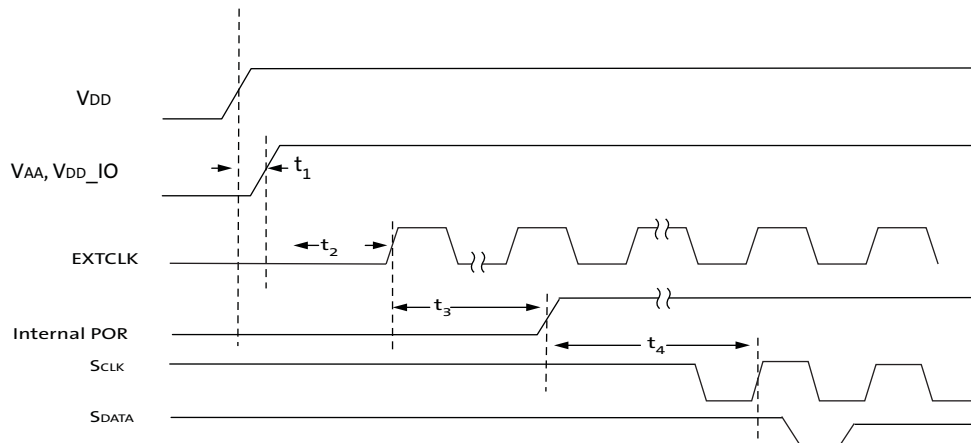 VDD
VAA, VDD_IO
t1
EXTCLK
t2
t3
Internal POR
t4
SCLK
SDATA